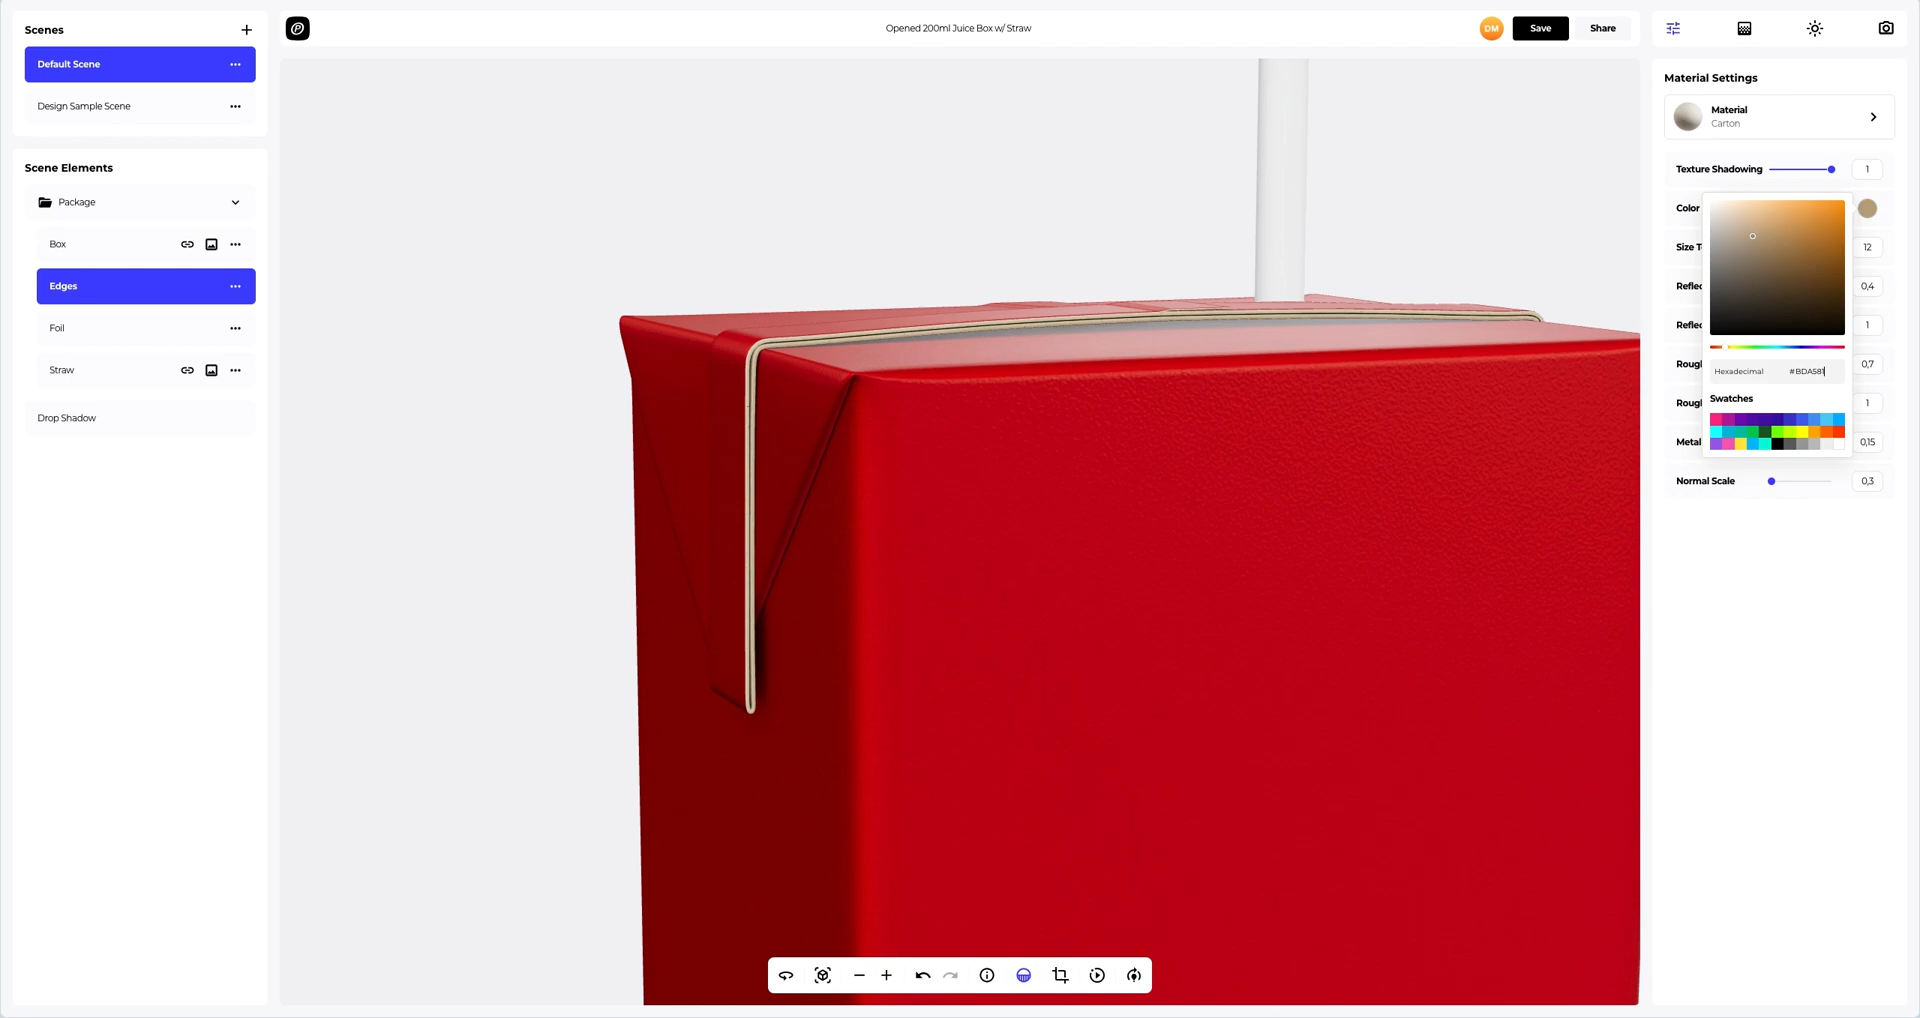 Scenes
Default Scene
Design Sample Scene
Scene Elements
Package
Box
Edges
Foil
Straw
Drop Shadow
Opened 200ml Juice Box w/ Straw
DM
Save
Share
Material Settings
Material
Carton
Texture Shadowing 1
Color
Size T 12
Reflec 0,4
Reflec 1
Rough 0,7
Rough 1
Metal 0,15
Normal Scale 0,3
Hexadecimal #BDA581
Swatches